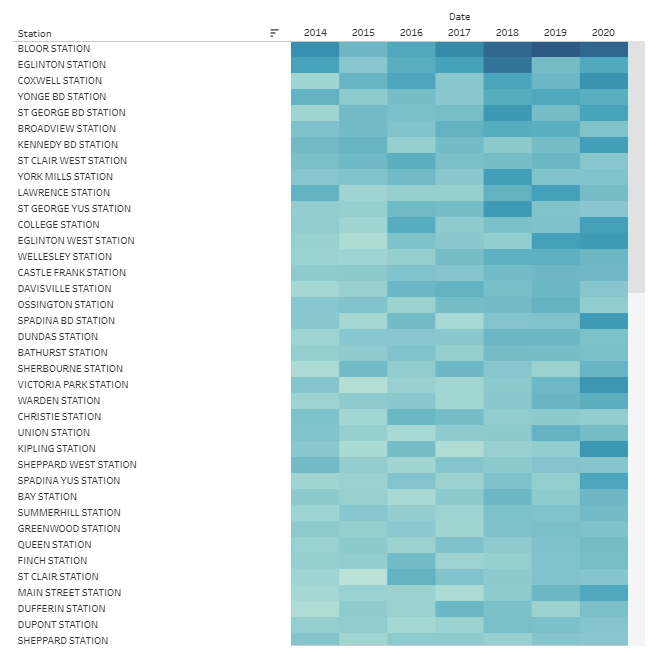 Date
Station 2014 2015 2016 2017 2018 2019 2020
BLOOR STATION
EGLINTON STATION
COXWELL STATION
YONGE BD STATION
ST GEORGE BD STATION
BROADVIEW STATION
KENNEDY BD STATION
ST CLAIR WEST STATION
YORK MILLS STATION
LAWRENCE STATION
ST GEORGE YUS STATION
COLLEGE STATION
EGLINTON WEST STATION
WELLESLEY STATION
CASTLE FRANK STATION
DAVISVILLE STATION
OSSINGTON STATION
SPADINA BD STATION
DUNDAS STATION
BATHURST STATION
SHERBOURNE STATION
VICTORIA PARK STATION
WARDEN STATION
CHRISTIE STATION
UNION STATION
KIPLING STATION
SHEPPARD WEST STATION
SPADINA YUS STATION
BAY STATION
SUMMERHILL STATION
GREENWOOD STATION
QUEEN STATION
FINCH STATION
ST CLAIR STATION
MAIN STREET STATION
DUFFERIN STATION
DUPONT STATION
SHEPPARD STATION